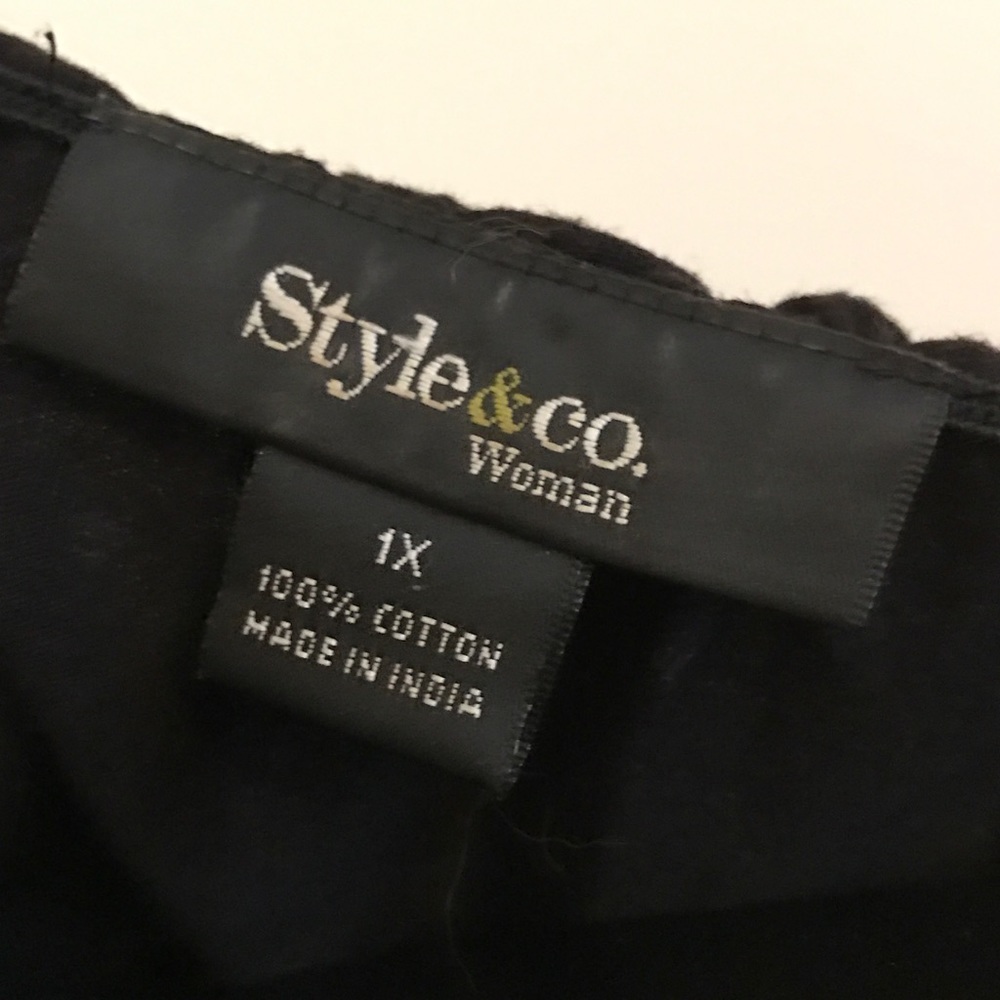 Style&co.
Woman
1X
100% COTTON
MADE IN INDIA